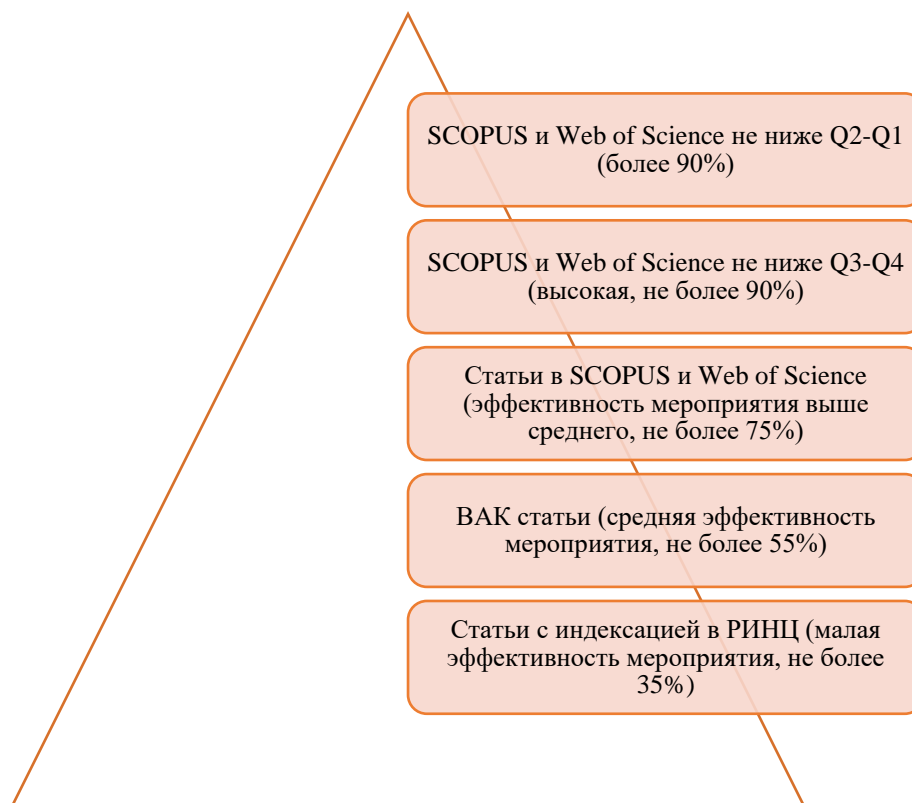 SCOPUS и Web of Science не ниже Q2-Q1
(более 90%)
SCOPUS и Web of Science не ниже Q3-Q4
(высокая, не более 90%)
Статьи в SCOPUS и Web of Science
(эффективность мероприятия выше
среднего, не более 75%)
ВАК статьи (средняя эффективность
мероприятия, не более 55%)
Статьи с индексацией в РИНЦ (малая
эффективность мероприятия, не более
35%)